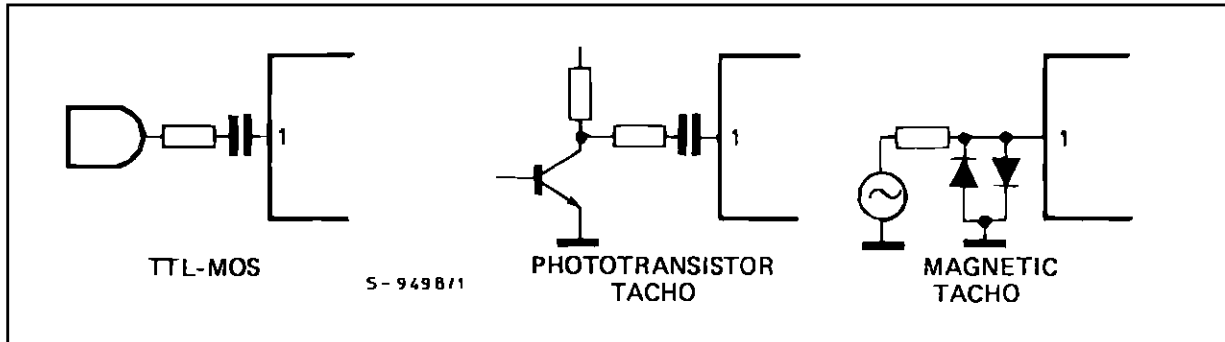 1
1
1
TTL-MOS
S-9498/1
PHOTOTRANSISTOR
TACHO
MAGNETIC
TACHO